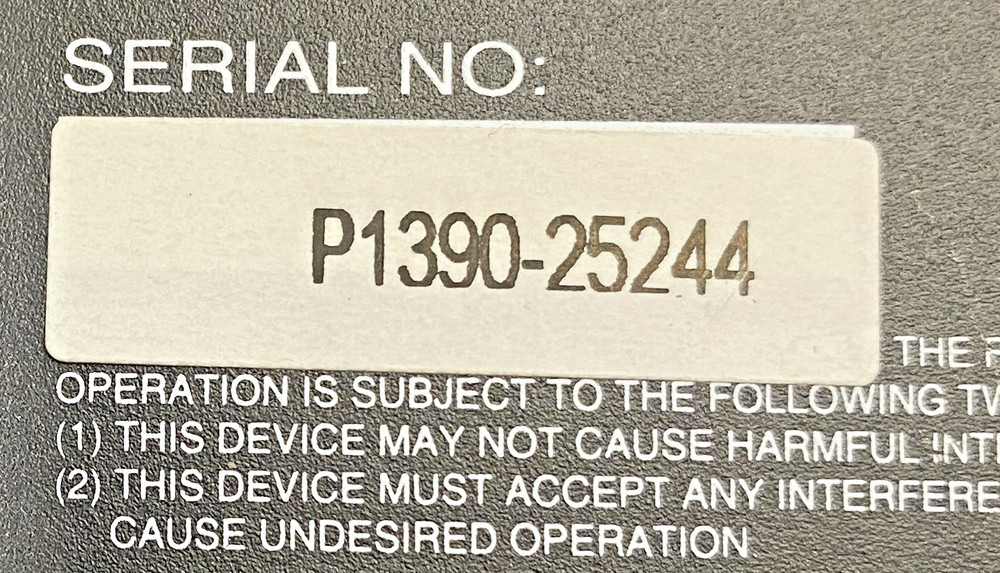 SERIAL NO:
P1390-25244
THE
OPERATION IS SUBJECT TO THE FOLLOWING
(1) THIS DEVICE MAY NOT CAUSE HARMFUL
(2) THIS DEVICE MUST ACCEPT ANY
CAUSE UNDESIRED OPERATION.